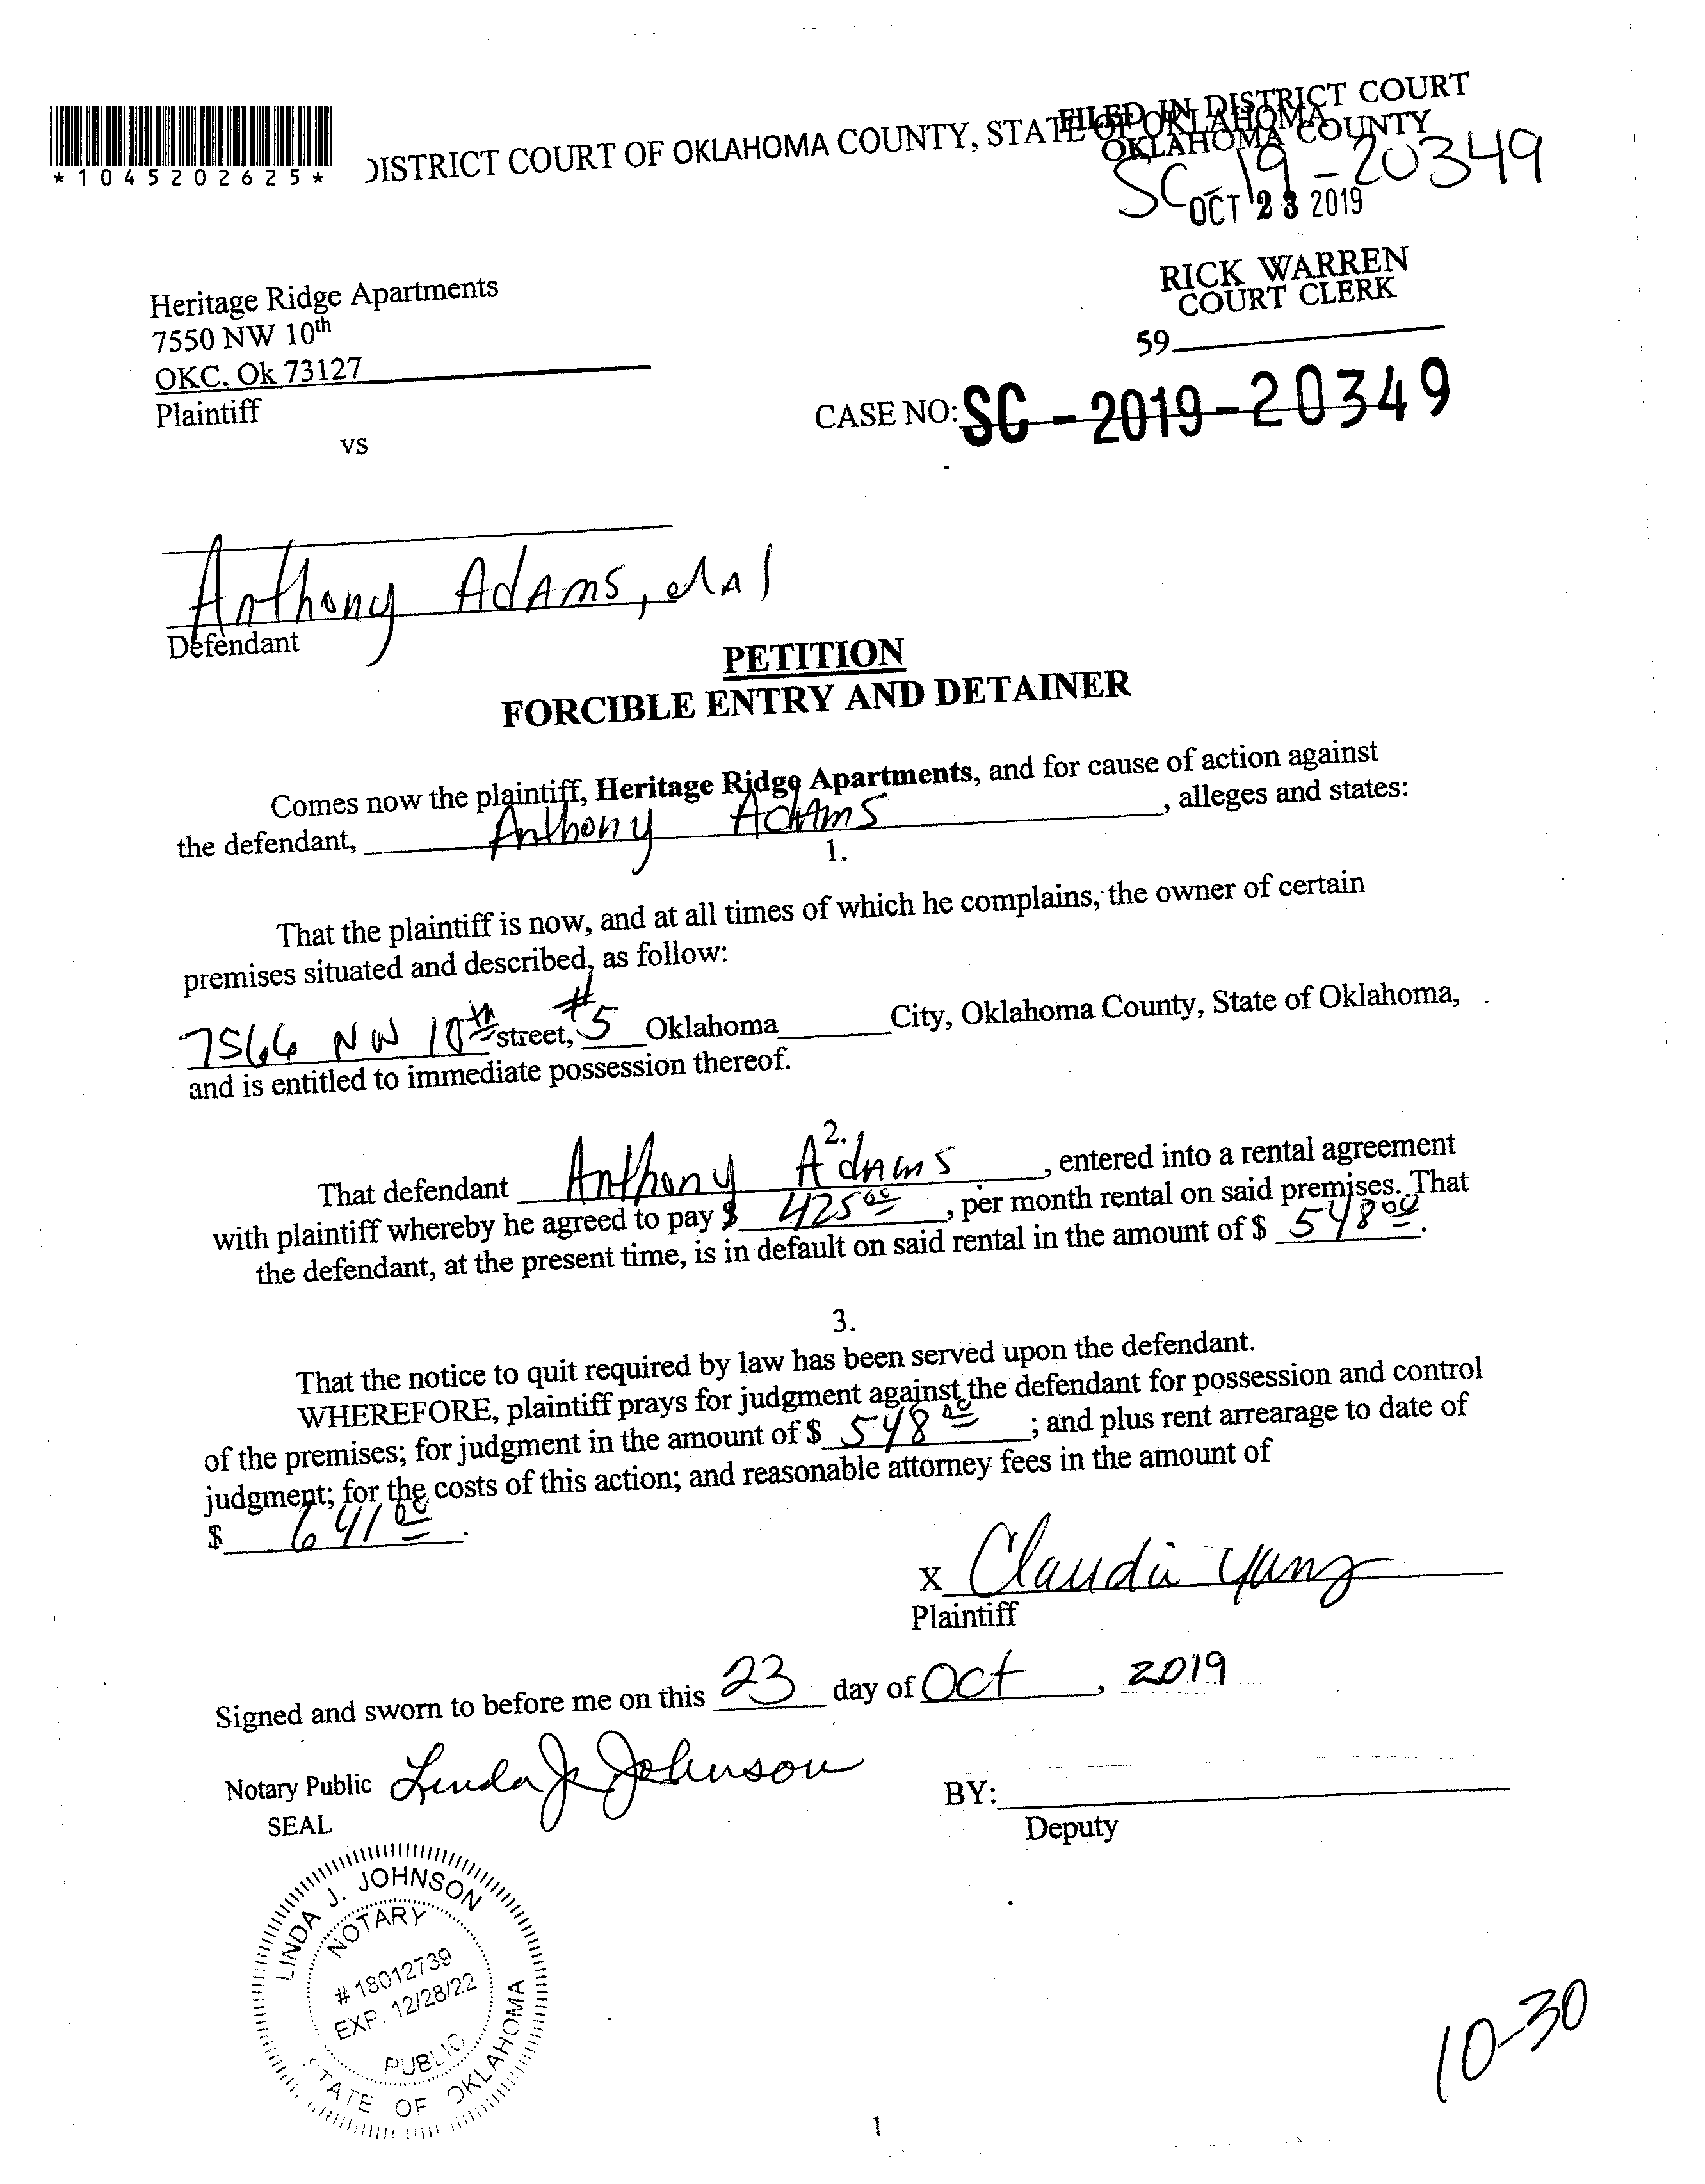 *1045202625*
DISTRICT COURT OF OKLAHOMA COUNTY, STATE OF OKLAHOMA
FILED IN DISTRICT COURT
OKLAHOMA COUNTY
SC-19-20349
OCT 23 2019
RICK WARREN
COURT CLERK
59
Heritage Ridge Apartments
7550 NW 10th
OKC, Ok 73127
Plaintiff
vs
CASE NO: SC-2019-20349
Anthony Adams, et al
Defendant
PETITION
FORCIBLE ENTRY AND DETAINER
Comes now the plaintiff, Heritage Ridge Apartments, and for cause of action against
the defendant, Anthony Adams, alleges and states:
1.
That the plaintiff is now, and at all times of which he complains, the owner of certain
premises situated and described, as follow:
7566 NW 10th street, #5 Oklahoma City, Oklahoma County, State of Oklahoma,
and is entitled to immediate possession thereof.
2.
That defendant Anthony Adams, entered into a rental agreement
with plaintiff whereby he agreed to pay $ 425 00, per month rental on said premises. That
the defendant, at the present time, is in default on said rental in the amount of $ 548 00.
3.
That the notice to quit required by law has been served upon the defendant.
WHEREFORE, plaintiff prays for judgment against the defendant for possession and control
of the premises; for judgment in the amount of $ 548 00; and plus rent arrearage to date of
judgment; for the costs of this action; and reasonable attorney fees in the amount of
$ 641 00.
X Claudia Yang
Plaintiff
Signed and sworn to before me on this 23 day of Oct, 2019
Notary Public Linda J Johnson
SEAL
BY:
Deputy
LINDA J. JOHNSON
NOTARY
# 18012739
EXP. 12/28/22
PUBLIC
STATE OF OKLAHOMA
10-30
1